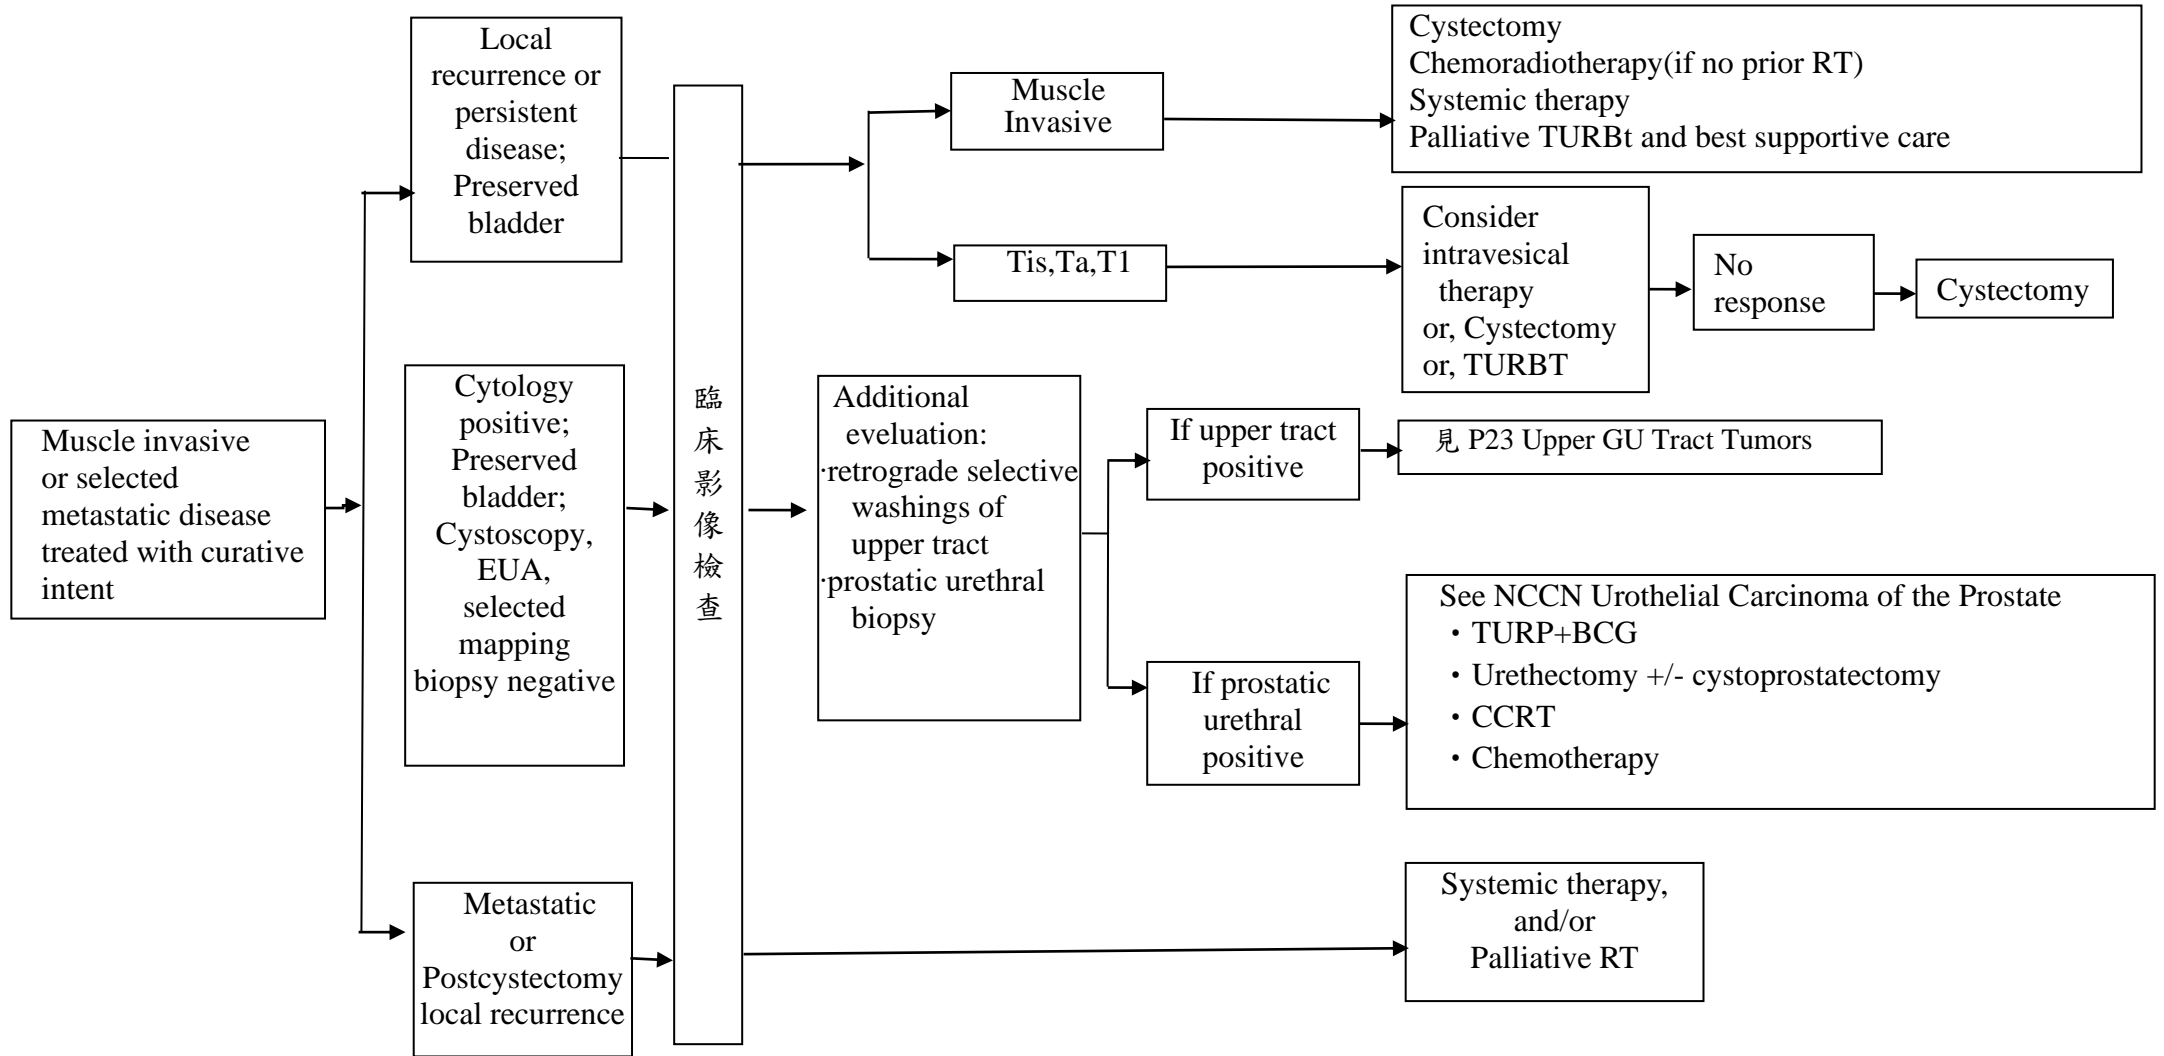 Muscle invasive
or selected
metastatic disease
treated with curative
intent
Local
recurrence or
persistent
disease;
Preserved
bladder
Cytology
positive;
Preserved
bladder;
Cystoscopy,
EUA,
selected
mapping
biopsy negative
Metastatic
or
Postcystectomy
local recurrence
臨
床
影
像
檢
查
Muscle
Invasive
Cystectomy
Chemoradiotherapy(if no prior RT)
Systemic therapy
Palliative TURBt and best supportive care
Tis,Ta,T1
Consider
intravesical
therapy
or, Cystectomy
or, TURBT
No
response
Cystectomy
Additional
eveluation:
·retrograde selective
washings of
upper tract
·prostatic urethral
biopsy
If upper tract
positive
見 P23 Upper GU Tract Tumors
If prostatic
urethral
positive
See NCCN Urothelial Carcinoma of the Prostate
・TURP+BCG
・Urethectomy +/- cystoprostatectomy
・CCRT
・Chemotherapy
Systemic therapy,
and/or
Palliative RT